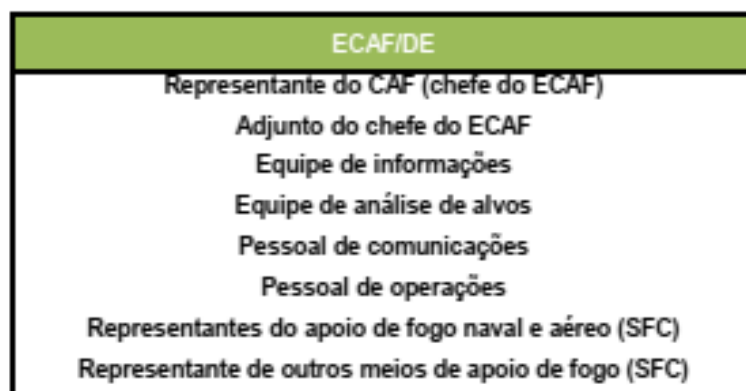 ECAF/DE
Representante do CAF (chefe do ECAF)
Adjunto do chefe do ECAF
Equipe de informações
Equipe de análise de alvos
Pessoal de comunicações
Pessoal de operações
Representantes do apoio de fogo naval e aéreo (SFC)
Representante de outros meios de apoio de fogo (SFC)